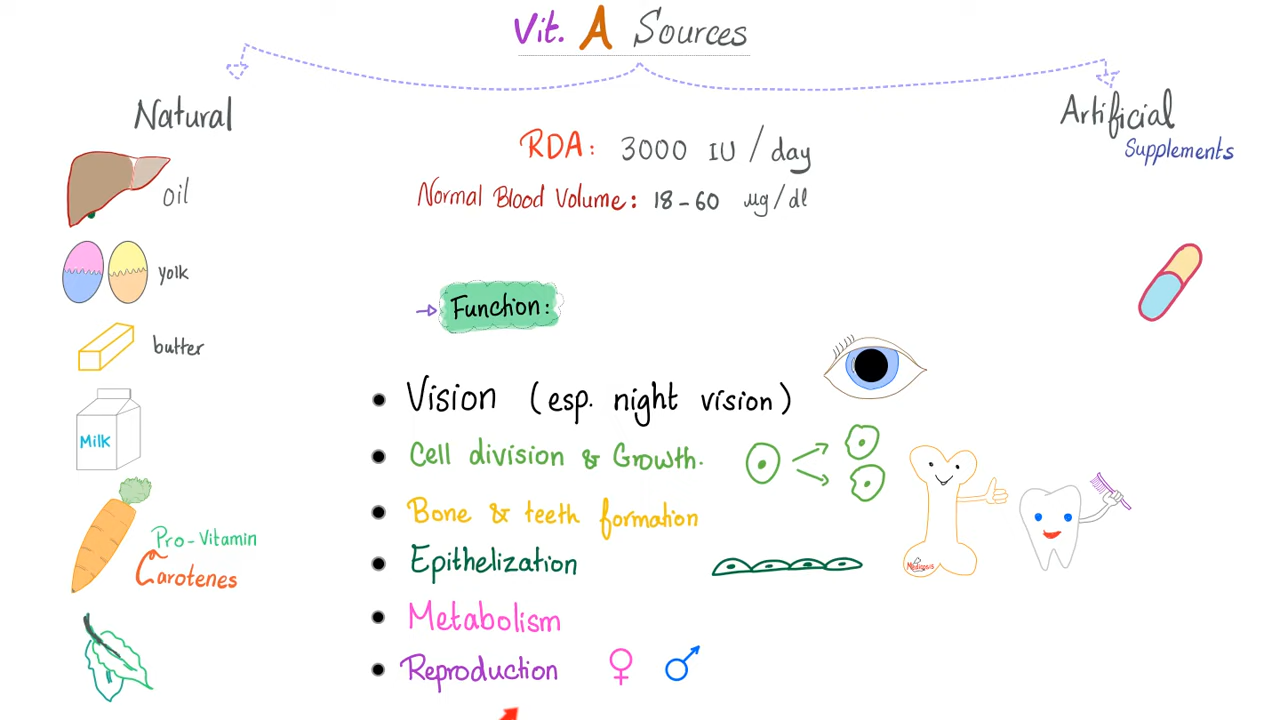 Vit. A Sources
Natural
Artificial
Supplements
RDA: 3000 IU / day
Normal Blood Volume: 18 - 60 µg/dl
Oil
yolk
butter
Milk
Pro-Vitamin
Carotenes
Function:
Vision (esp. night vision)
Cell division & Growth.
Bone & teeth formation
Epithelization
Metabolism
Reproduction
Medicosis